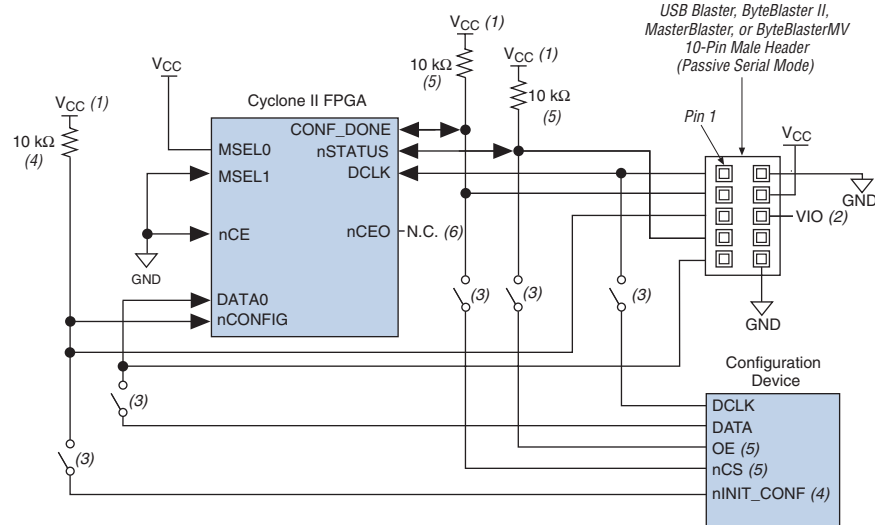 USB Blaster, ByteBlaster II,
MasterBlaster, or ByteBlasterMV
10-Pin Male Header
(Passive Serial Mode)
VCC (1)
VCC (1)
10 kΩ
(5)
10 kΩ
(5)
VCC
VCC (1)
10 kΩ
(4)
Cyclone II FPGA
CONF_DONE
nSTATUS
DCLK
MSEL0
MSEL1
nCE
nCEO
N.C. (6)
DATA0
nCONFIG
GND
Pin 1
VCC
GND
VIO (2)
GND
(3)
(3)
(3)
(3)
(3)
Configuration
Device
DCLK
DATA
OE (5)
nCS (5)
nINIT_CONF (4)